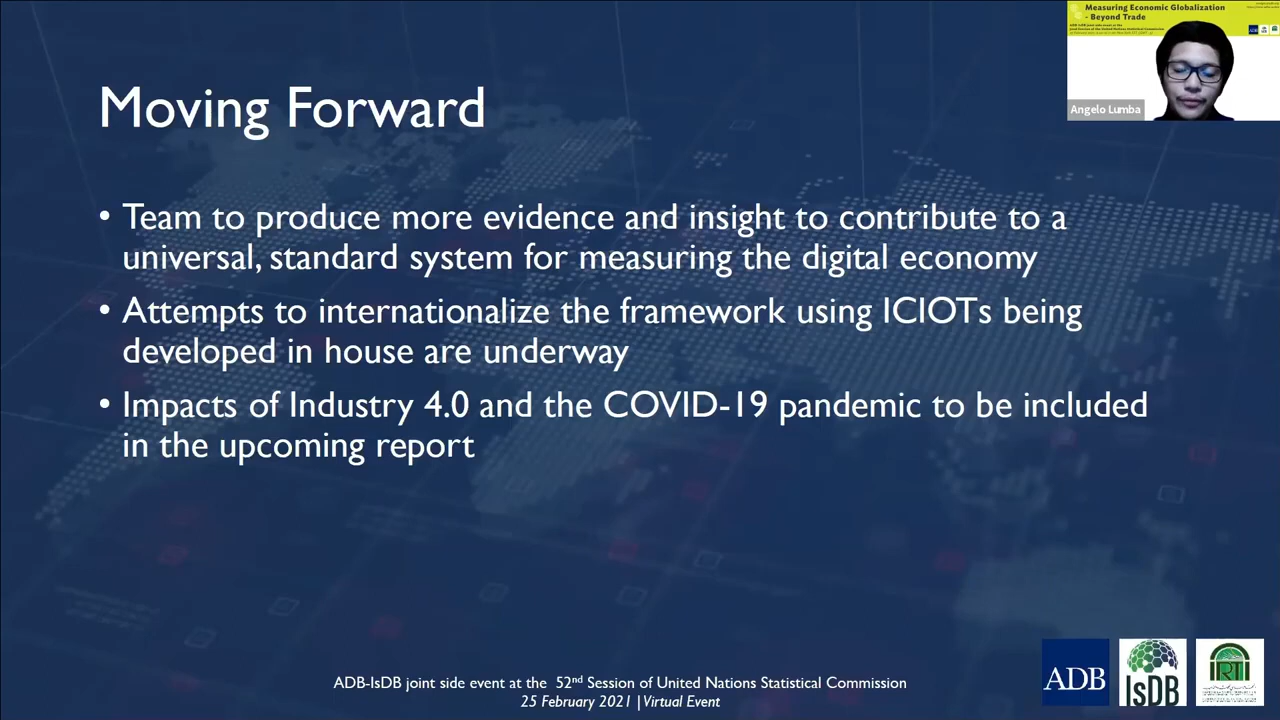 Measuring Economic Globalization
- Beyond Trade
Angelo Lumba
Moving Forward
• Team to produce more evidence and insight to contribute to a
universal, standard system for measuring the digital economy
• Attempts to internationalize the framework using ICIOTs being
developed in house are underway
• Impacts of Industry 4.0 and the COVID-19 pandemic to be included
in the upcoming report
ADB-IsDB joint side event at the 52nd Session of United Nations Statistical Commission
25 February 2021 | Virtual Event
ADB
IsDB
IRTI